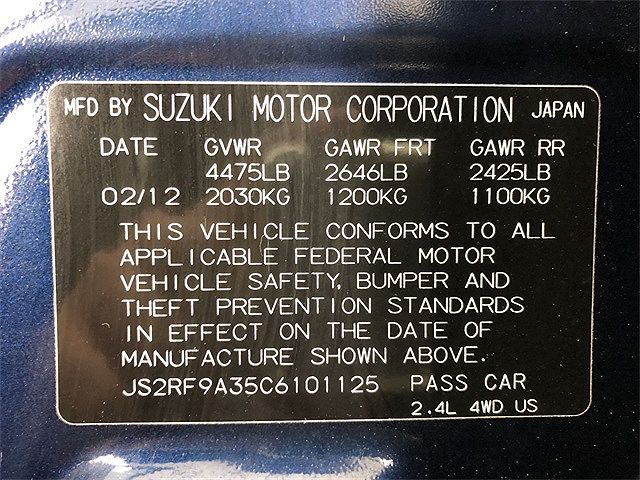 MFD BY SUZUKI MOTOR CORPORATION JAPAN
DATE GVWR GAWR FRT GAWR RR
4475LB 2646LB 2425LB
02/12 2030KG 1200KG 1100KG
THIS VEHICLE CONFORMS TO ALL
APPLICABLE FEDERAL MOTOR
VEHICLE SAFETY, BUMPER AND
THEFT PREVENTION STANDARDS
IN EFFECT ON THE DATE OF
MANUFACTURE SHOWN ABOVE.
JS2RF9A35C6101125 PASS CAR
2.4L 4WD US